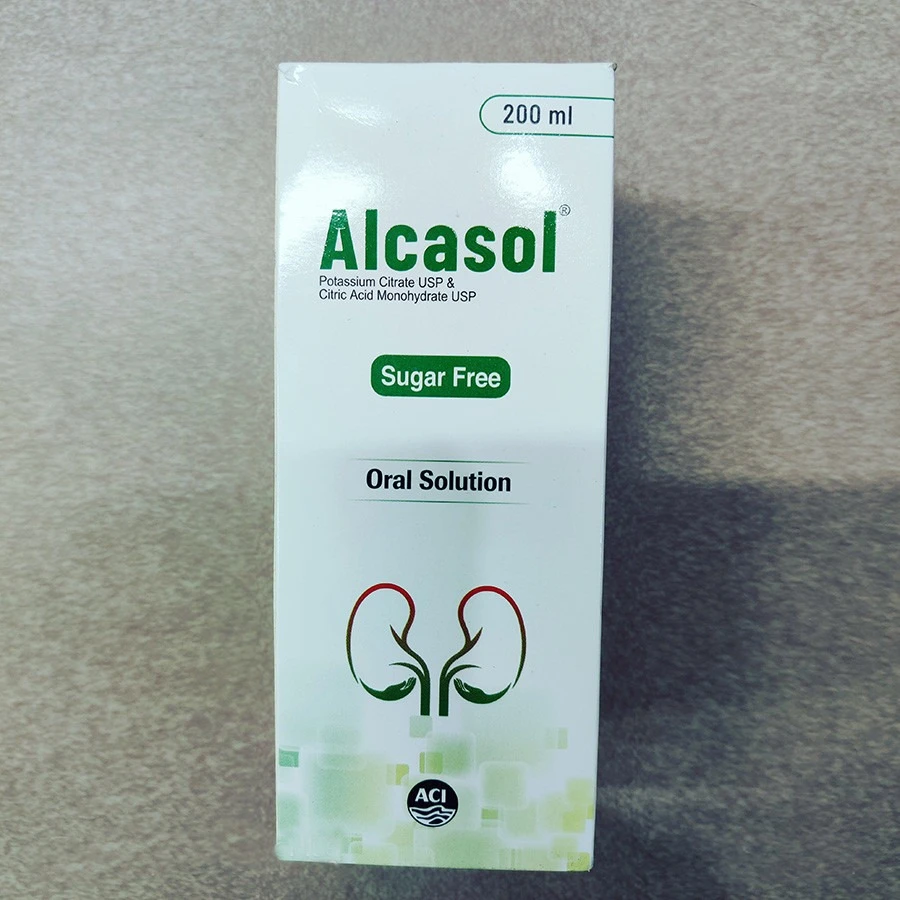 200 ml
Alcasol®
Potassium Citrate USP &
Citric Acid Monohydrate USP
Sugar Free
Oral Solution
ACI